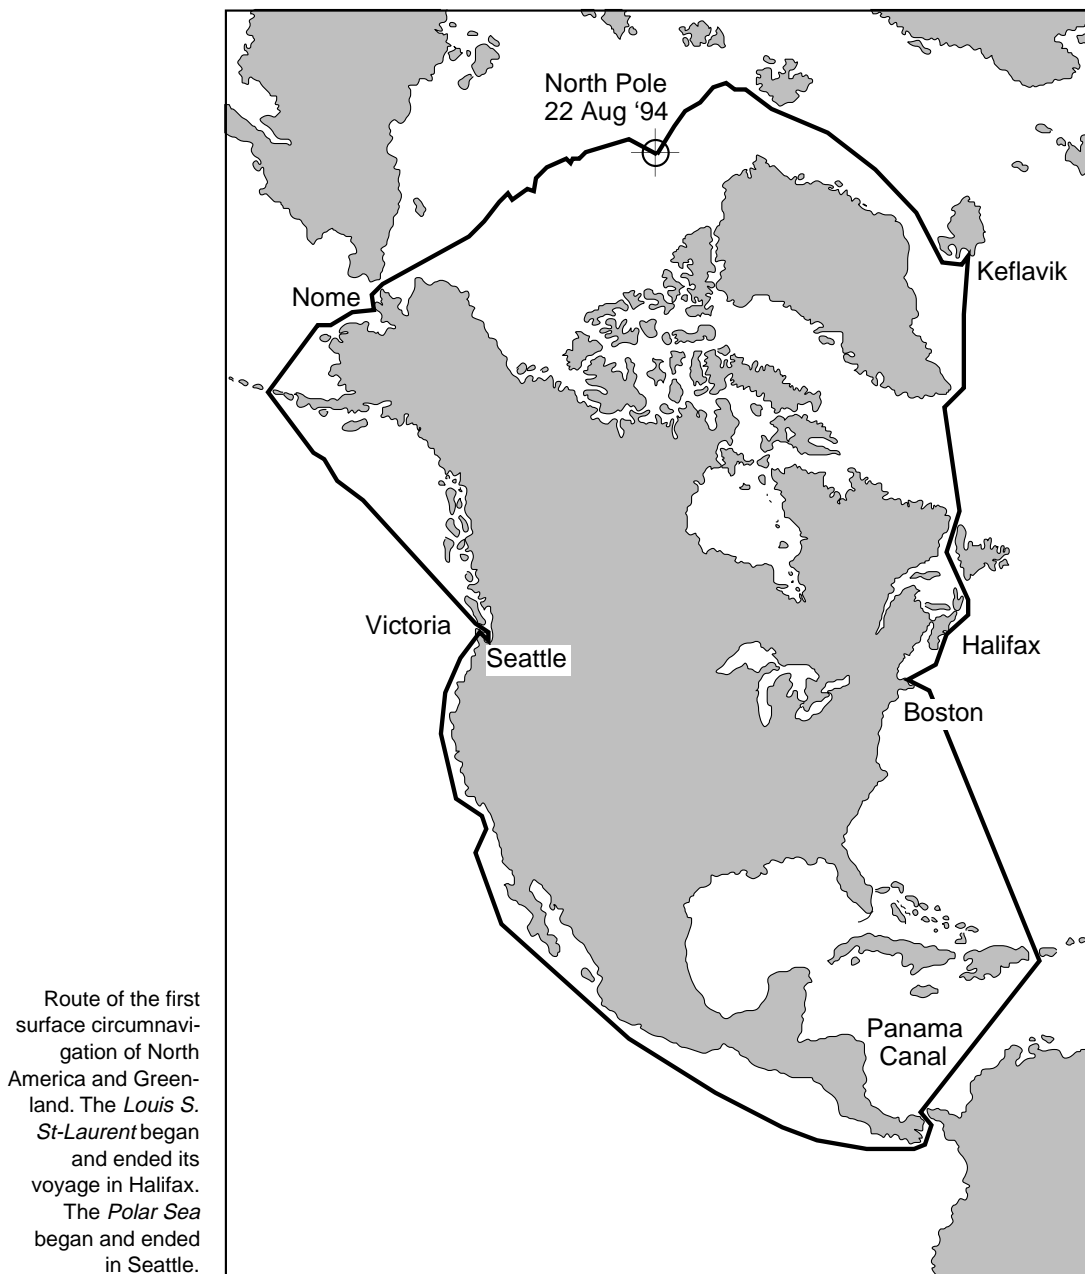 North Pole
22 Aug ‘94
Keflavik
Nome
Victoria
Seattle
Halifax
Boston
Panama
Canal
Route of the first
surface circumnavi-
gation of North
America and Green-
land. The Louis S.
St-Laurent began
and ended its
voyage in Halifax.
The Polar Sea
began and ended
in Seattle.